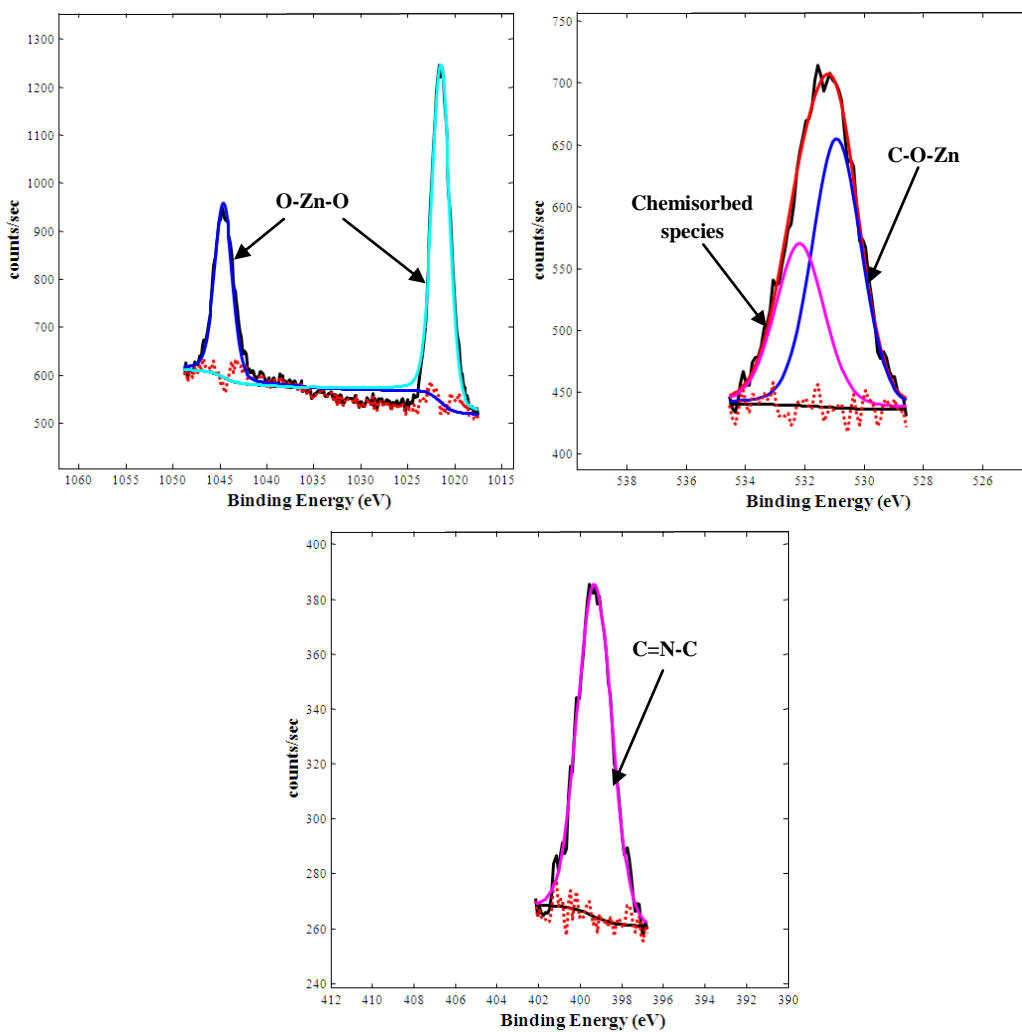 1300
1200
1100
1000
900
800
700
600
500
counts/sec
O-Zn-O
1060 1055 1050 1045 1040 1035 1030 1025 1020 1015
Binding Energy (eV)
750
700
650
600
550
500
450
400
counts/sec
C-O-Zn
Chemisorbed
species
538 536 534 532 530 528 526
Binding Energy (eV)
400
380
360
340
320
300
280
260
240
counts/sec
C=N-C
412 410 408 406 404 402 400 398 396 394 392 390
Binding Energy (eV)